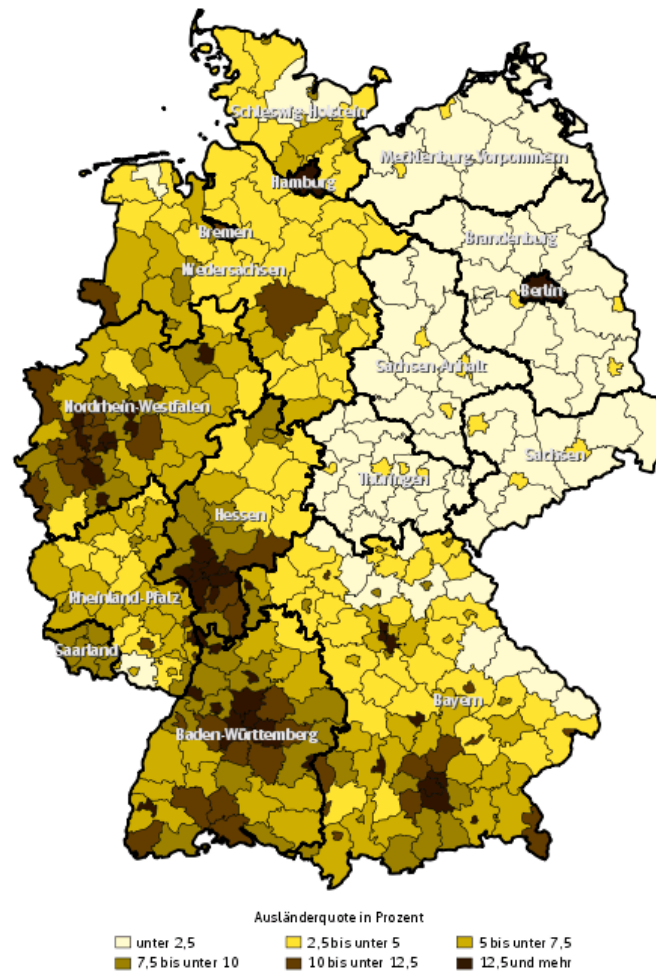 Schleswig-Holstein
Mecklenburg-Vorpommern
Hamburg
Bremen
Brandenburg
Niedersachsen
Berlin
Sachsen-Anhalt
Nordrhein-Westfalen
Sachsen
Thüringen
Hessen
Rheinland-Pfalz
Saarland
Bayern
Baden-Württemberg
Ausländerquote in Prozent
unter 2,5 2,5 bis unter 5 5 bis unter 7,5
7,5 bis unter 10 10 bis unter 12,5 12,5 und mehr